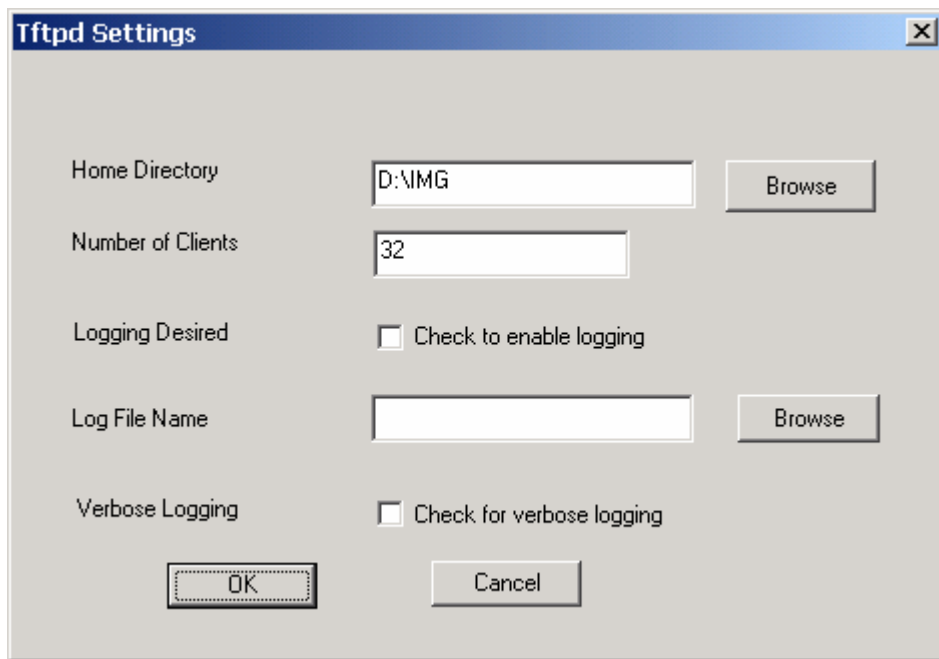 Tftpd Settings
Home Directory
D:\IMG
Browse
Number of Clients
32
Logging Desired
Check to enable logging
Log File Name
Browse
Verbose Logging
Check for verbose logging
OK
Cancel